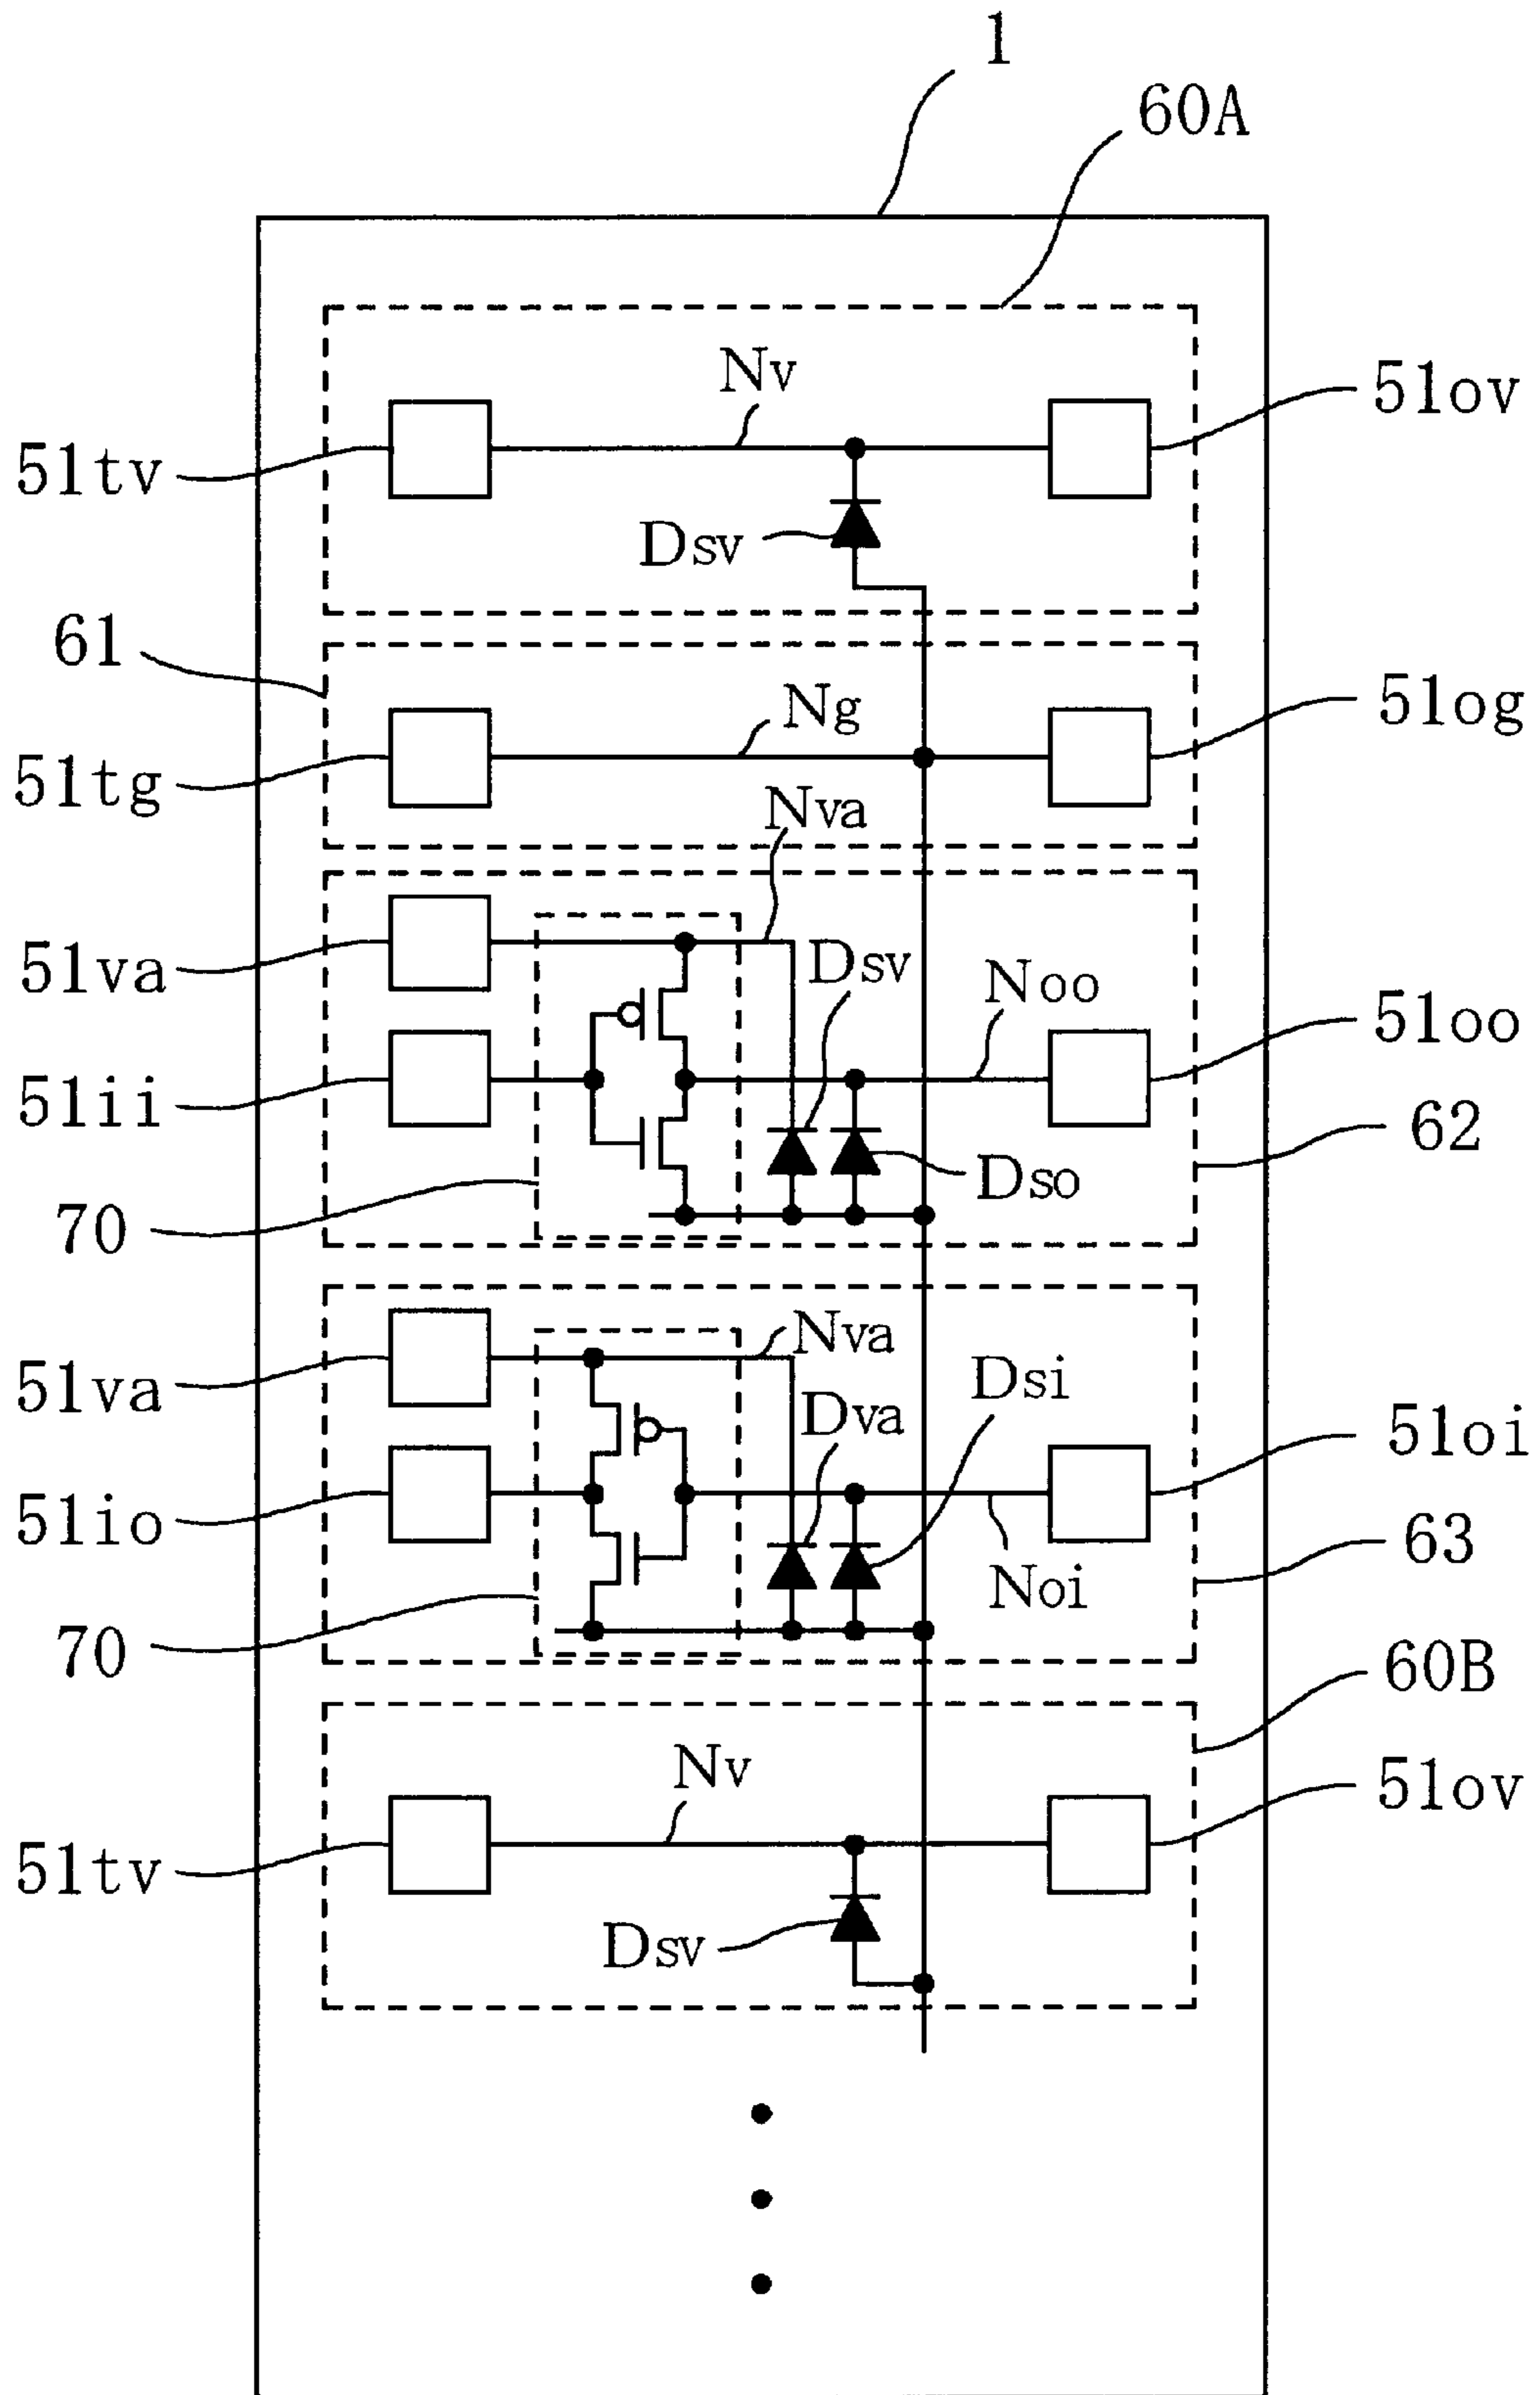 1
60A
Nv
51ov
51tv
Dsv
61
Ng
51og
51tg
Nva
51va
Dsv
Noo
51oo
51ii
62
Dso
70
Nva
Dsi
51va
Dva
51oi
51io
63
Noi
70
60B
Nv
51ov
51tv
Dsv